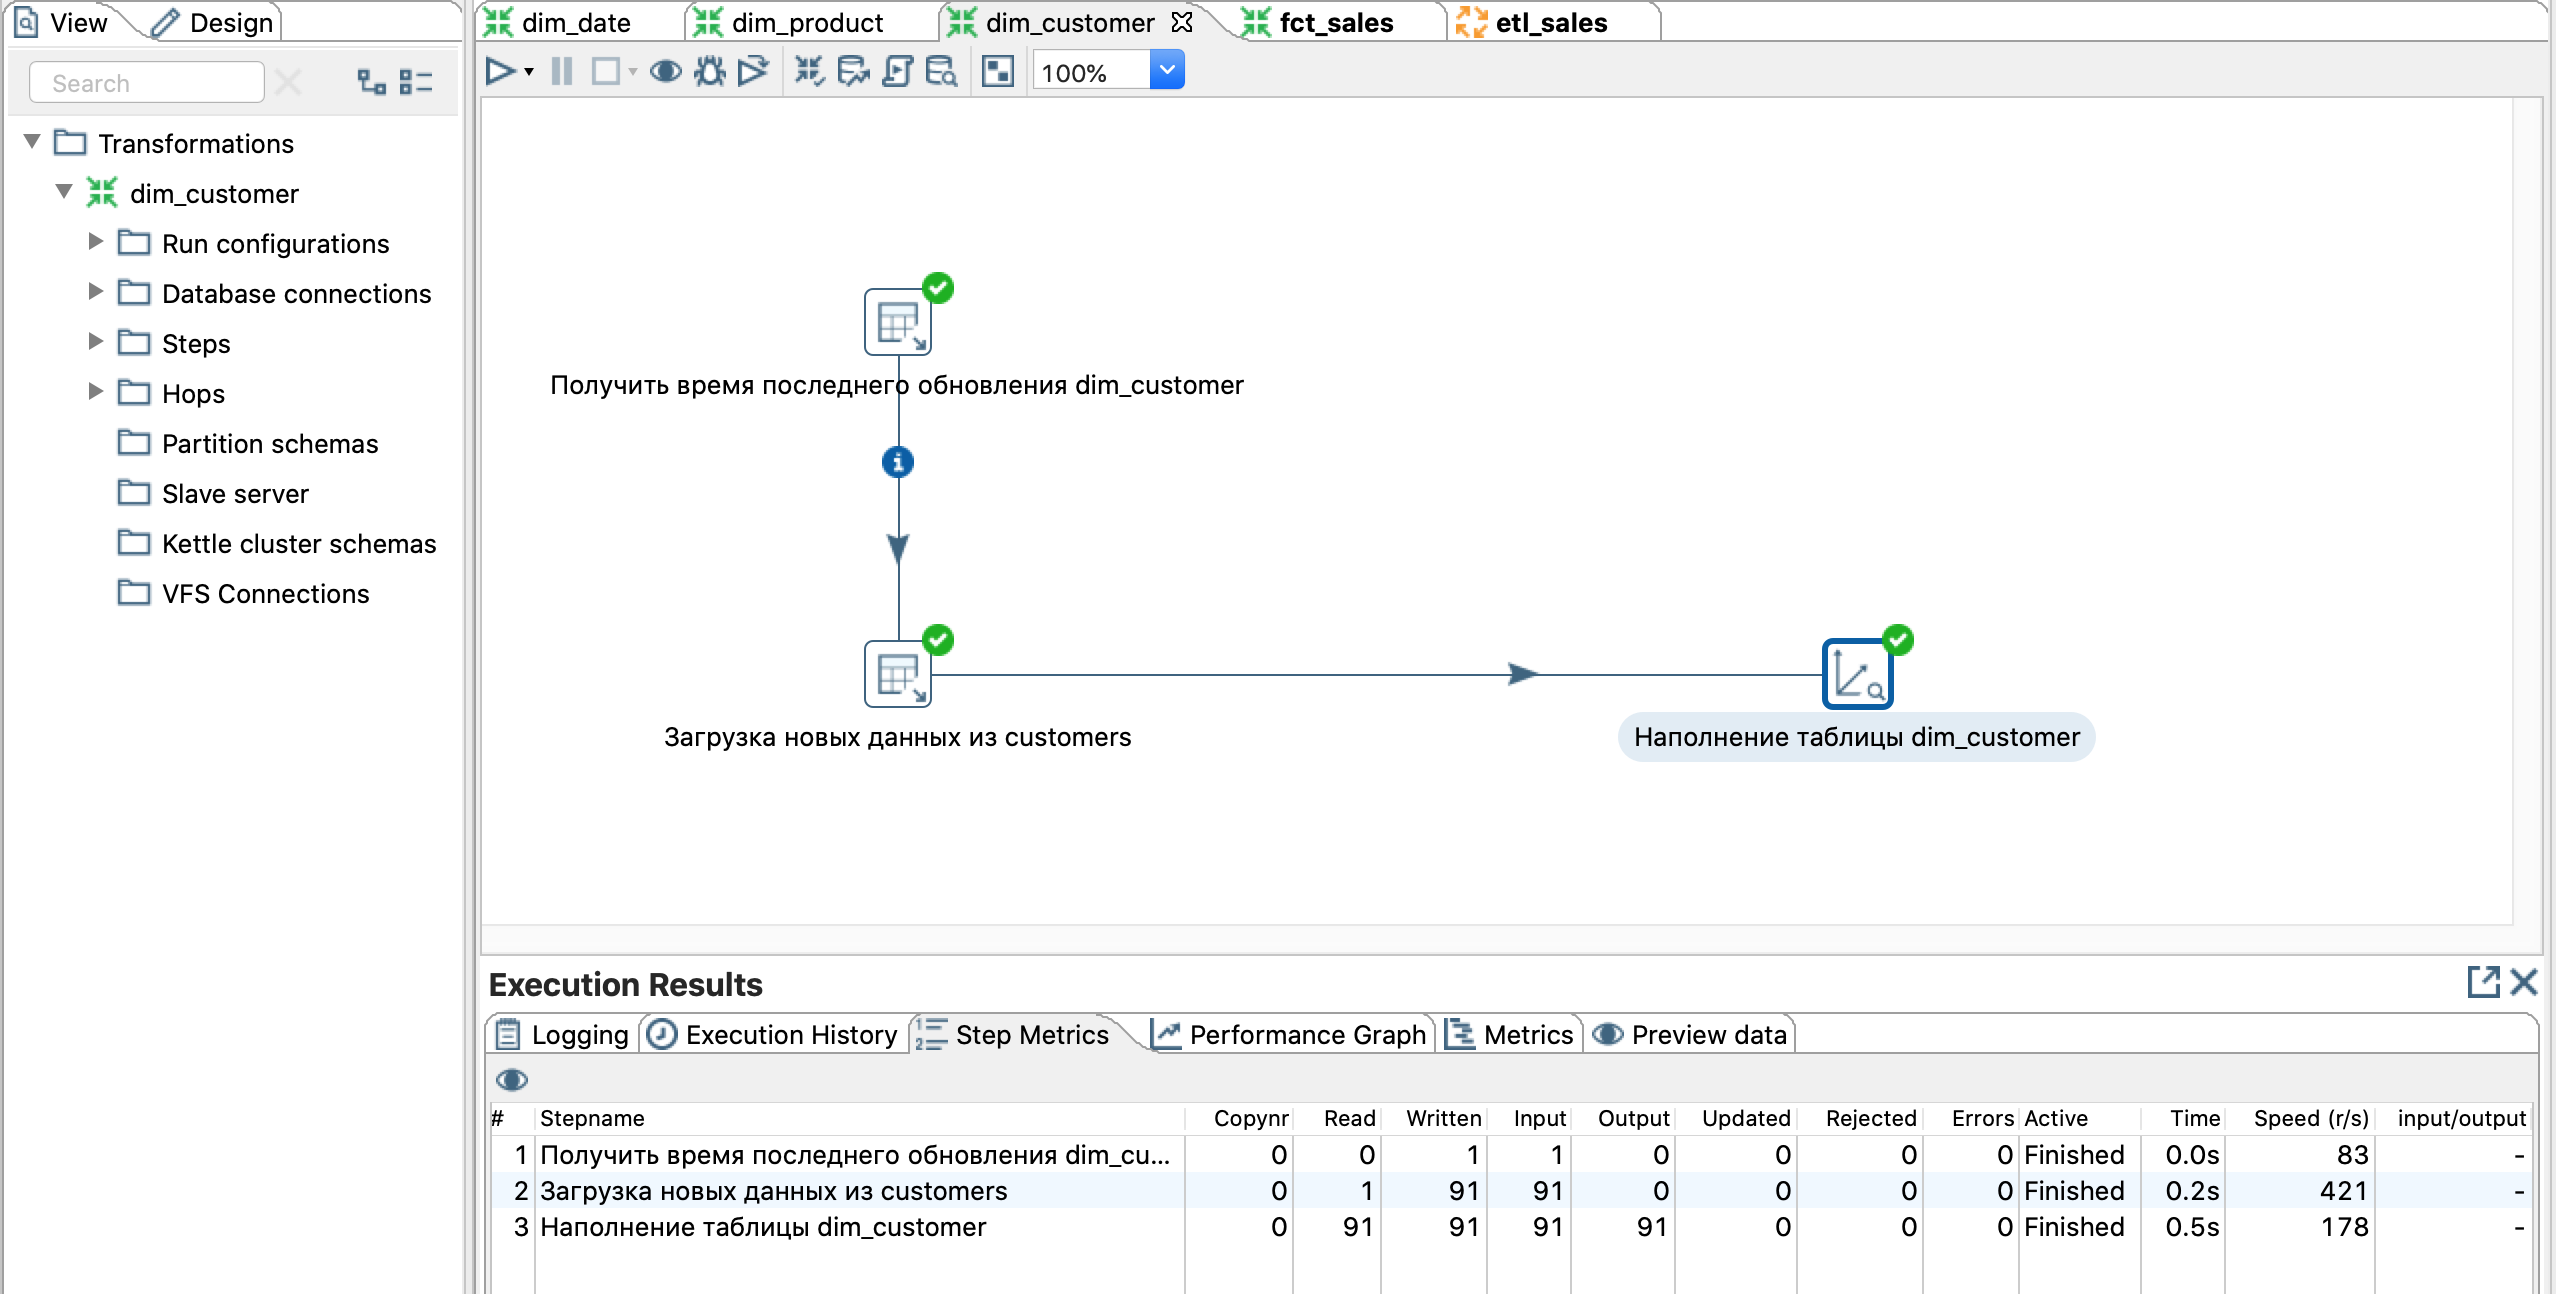 View Design
dim_date dim_product dim_customer fct_sales etl_sales
Search
100%
Transformations
dim_customer
Run configurations
Database connections
Steps
Hops
Partition schemas
Slave server
Kettle cluster schemas
VFS Connections
Получить время последнего обновления dim_customer
Загрузка новых данных из customers
Наполнение таблицы dim_customer
Execution Results
Logging Execution History Step Metrics Performance Graph Metrics Preview data
# Stepname Copynr Read Written Input Output Updated Rejected Errors Active Time Speed (r/s) input/output
1 Получить время последнего обновления dim_cu... 0 0 1 1 0 0 0 0 Finished 0.0s 83 -
2 Загрузка новых данных из customers 0 1 91 91 0 0 0 0 Finished 0.2s 421 -
3 Наполнение таблицы dim_customer 0 91 91 91 91 0 0 0 Finished 0.5s 178 -